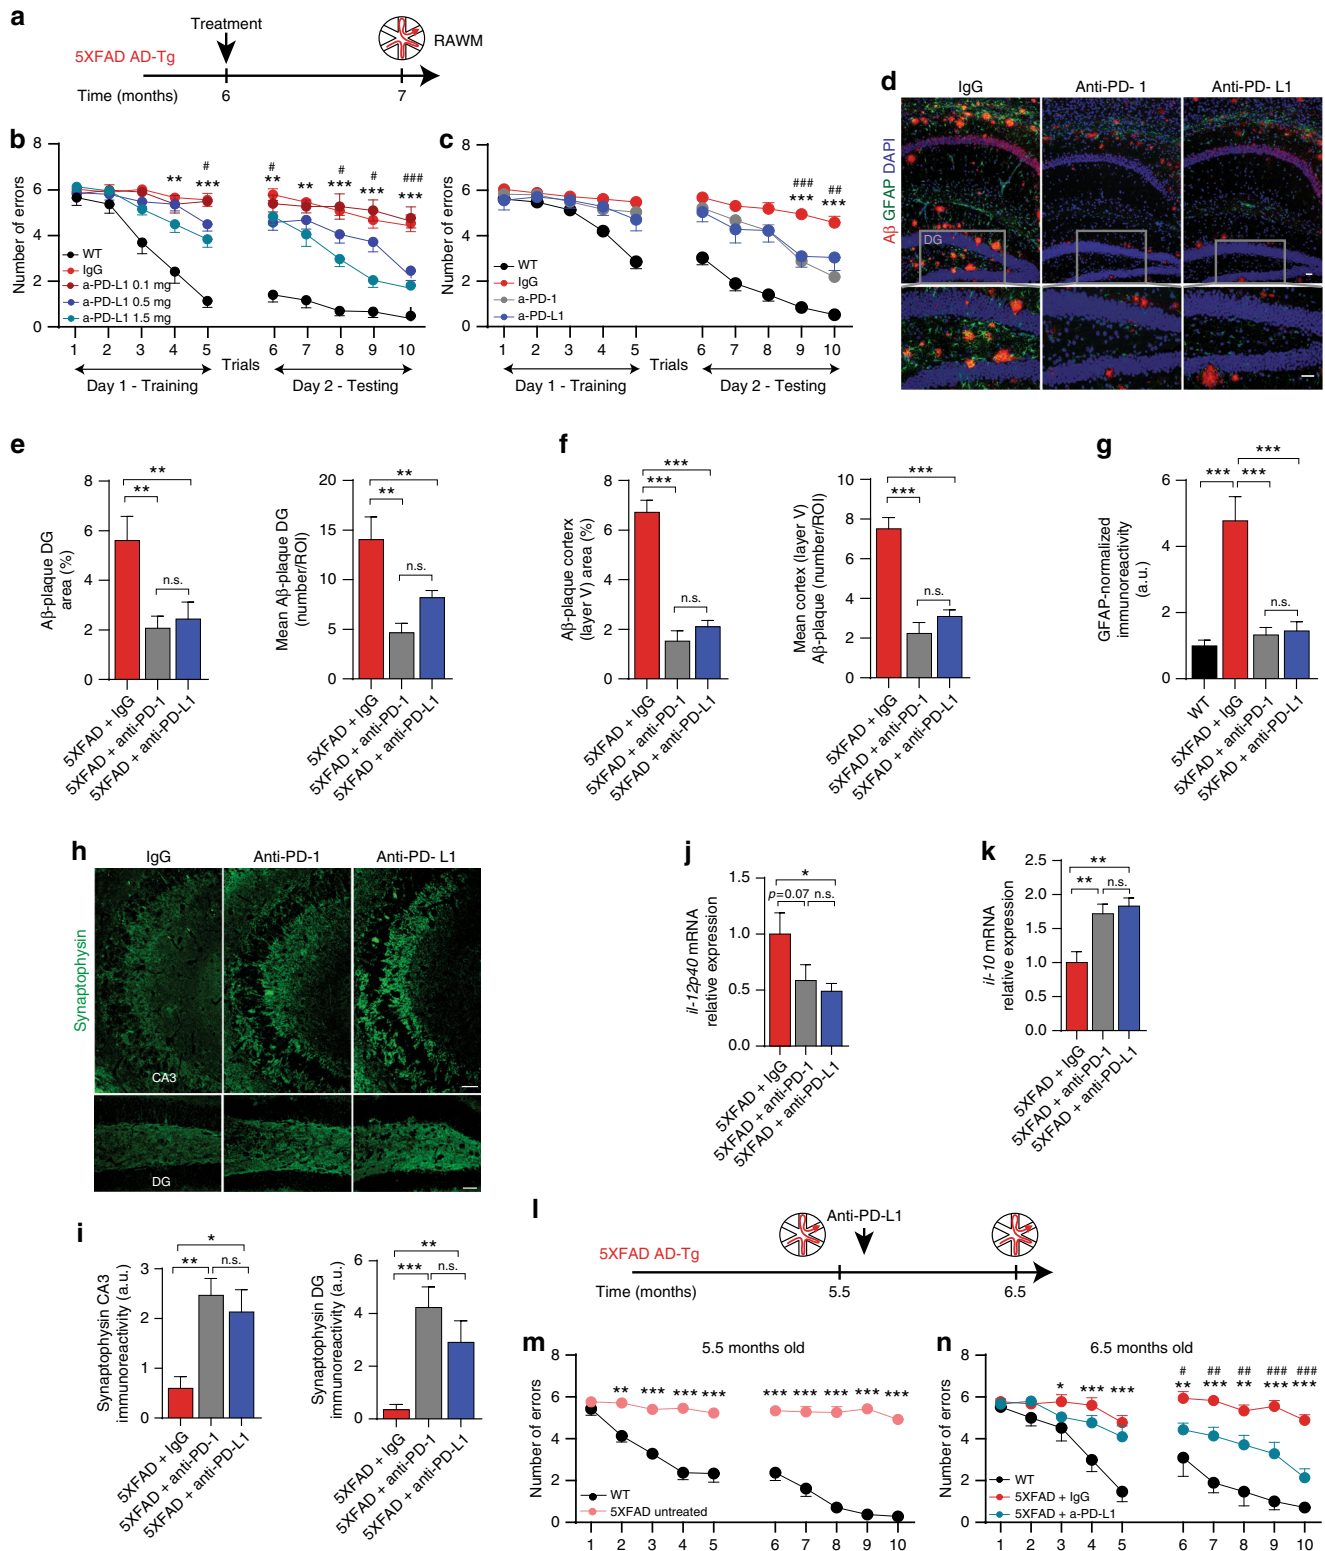 a
Treatment
5XFAD AD-Tg
RAWM
Time (months)
6
7
b
Number of errors
8
6
4
2
0
**
#
***
#
**
**
#
***
#
***
###
***
WT
IgG
a-PD-L1 0.1 mg
a-PD-L1 0.5 mg
a-PD-L1 1.5 mg
1 2 3 4 5 6 7 8 9 10
Trials
Day 1 - Training
Day 2 - Testing
c
Number of errors
8
6
4
2
0
###
***
##
***
WT
IgG
a-PD-1
a-PD-L1
1 2 3 4 5 6 7 8 9 10
Trials
Day 1 - Training
Day 2 - Testing
d
IgG
Anti-PD- 1
Anti-PD- L1
Aβ GFAP DAPI
DG
e
Aβ-plaque DG
area (%)
8
6
4
2
0
**
**
n.s.
5XFAD + IgG
5XFAD + anti-PD-1
5XFAD + anti-PD-L1
Mean Aβ-plaque DG
(number/ROI)
20
15
10
5
0
**
**
n.s.
5XFAD + IgG
5XFAD + anti-PD-1
5XFAD + anti-PD-L1
f
Aβ-plaque corterx
(layer V) area (%)
8
6
4
2
0
***
***
n.s.
5XFAD + IgG
5XFAD + anti-PD-1
5XFAD + anti-PD-L1
Mean cortex (layer V)
Aβ-plaque (number/ROI)
10
8
6
4
2
0
***
***
n.s.
5XFAD + IgG
5XFAD + anti-PD-1
5XFAD + anti-PD-L1
g
GFAP-normalized
immunoreactivity
(a.u.)
6
4
2
0
***
***
***
n.s.
WT
5XFAD + IgG
5XFAD + anti-PD-1
5XFAD + anti-PD-L1
h
IgG
Anti-PD-1
Anti-PD- L1
Synaptophysin
CA3
DG
i
Synaptophysin CA3
immunoreactivity (a.u.)
3
2
1
0
*
**
n.s.
5XFAD + IgG
5XFAD + anti-PD-1
5XFAD + anti-PD-L1
Synaptophysin DG
immunoreactivity (a.u.)
6
4
2
0
**
***
n.s.
5XFAD + IgG
5XFAD + anti-PD-1
5XFAD + anti-PD-L1
j
il-12p40 mRNA
relative expression
1.5
1.0
0.5
0.0
*
p=0.07
n.s.
5XFAD + IgG
5XFAD + anti-PD-1
5XFAD + anti-PD-L1
k
il-10 mRNA
relative expression
2.5
2.0
1.5
1.0
0.5
0.0
**
**
n.s.
5XFAD + IgG
5XFAD + anti-PD-1
5XFAD + anti-PD-L1
l
Anti-PD-L1
5XFAD AD-Tg
Time (months)
5.5
6.5
m
5.5 months old
Number of errors
8
6
4
2
0
** *** *** *** *** *** *** *** ***
WT
5XFAD untreated
1 2 3 4 5 6 7 8 9 10
n
6.5 months old
Number of errors
8
6
4
2
0
# ## ## ### ###
* *** *** ** *** ** *** ***
WT
5XFAD + IgG
5XFAD + a-PD-L1
1 2 3 4 5 6 7 8 9 10